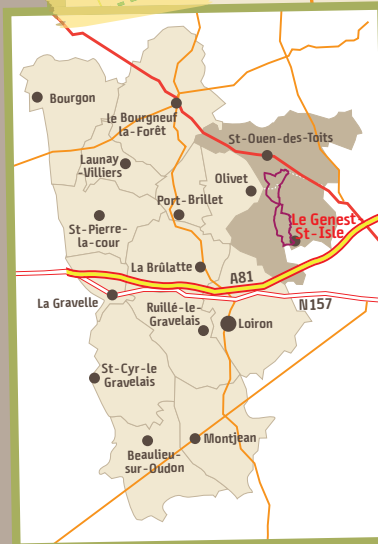 Bourgon
le Bourgneuf
la-Forêt
St-Ouen-des-Toits
Launay
-Villiers
Olivet
Port-Brillet
Le Genest-
St-Isle
St-Pierre-
la-cour
La Brûlatte
A81
La Gravelle
N157
Ruillé-le-
Gravelais
Loiron
St-Cyr-le
Gravelais
Montjean
Beaulieu-
sur-Oudon